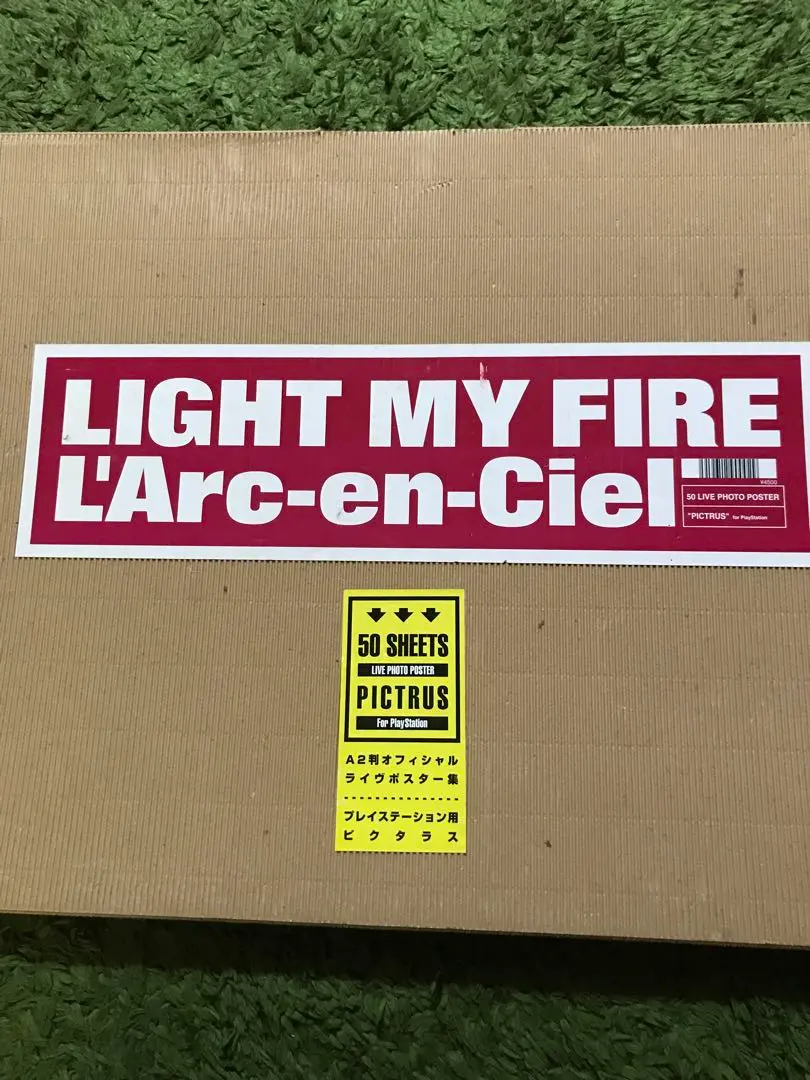 LIGHT MY FIRE
L'Arc-en-Ciel
¥4500
50 LIVE PHOTO POSTER
"PICTRUS" for PlayStation
50 SHEETS
LIVE PHOTO POSTER
PICTRUS
For PlayStation
A2判オフィシャル
ライヴポスター集
プレイステーション用
ピクタラス